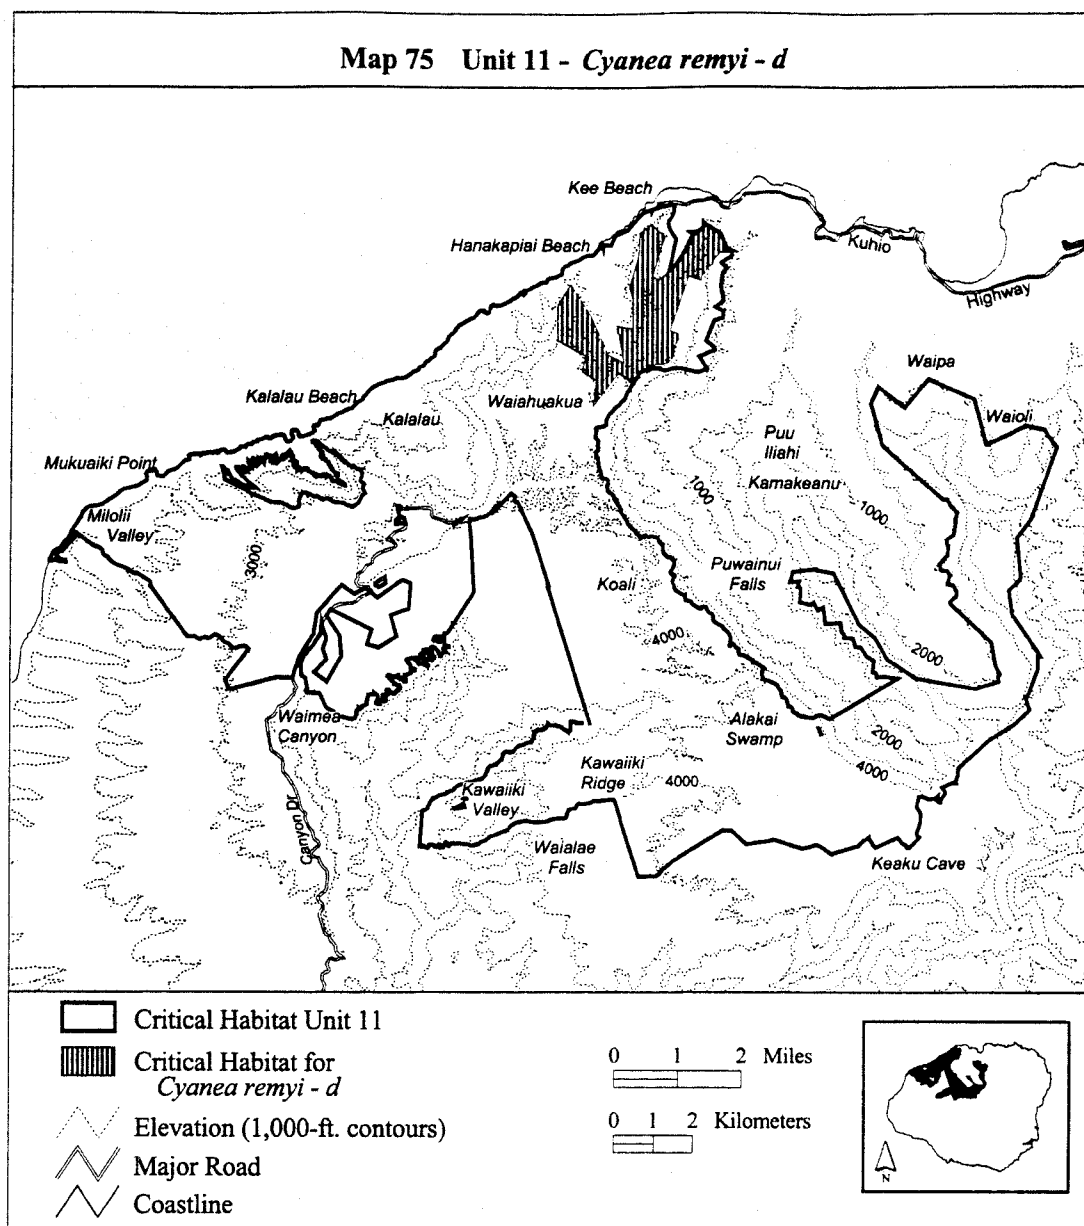 Map 75 Unit 11 - Cyanea remyi - d
Kee Beach
Hanakapiai Beach
Kuhio
Highway
Waipa
Kalalau Beach
Waiahuakua
Waioli
Kalalau
Puu
Iliahi
Mukuaiki Point
Kamakeanu
1000
1000
Milolii
Valley
3000
Puwainui
Falls
Koali
4000
2000
Waimea
Canyon
Alakai
Swamp
2000
Kawaiiki
Ridge
4000
4000
Kawaiiki
Valley
Canyon Dr
Waialae
Falls
Keaku Cave
Critical Habitat Unit 11
Critical Habitat for
Cyanea remyi - d
Elevation (1,000-ft. contours)
Major Road
Coastline
0 1 2 Miles
0 1 2 Kilometers
N